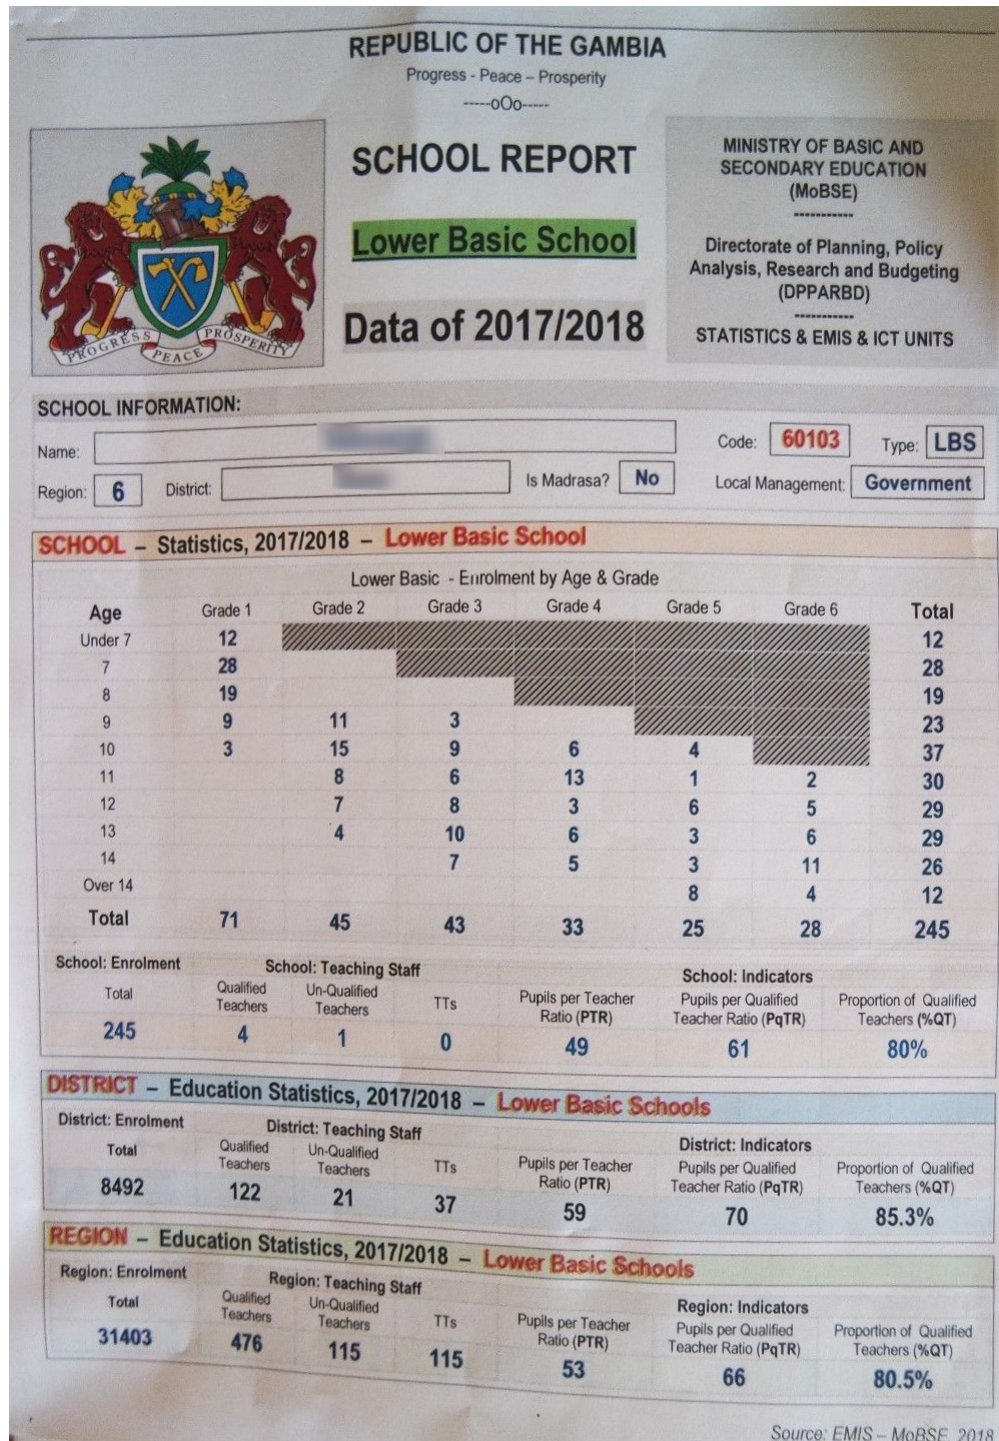 REPUBLIC OF THE GAMBIA
Progress - Peace – Prosperity
-----oOo-----
SCHOOL REPORT
Lower Basic School
Data of 2017/2018
PROGRESS PEACE PROSPERITY
MINISTRY OF BASIC AND
SECONDARY EDUCATION
(MoBSE)
-----------
Directorate of Planning, Policy
Analysis, Research and Budgeting
(DPPARBD)
-----------
STATISTICS & EMIS & ICT UNITS
SCHOOL INFORMATION:
Name: Code: 60103 Type: LBS
Region: 6 District: Is Madrasa? No Local Management: Government
SCHOOL – Statistics, 2017/2018 – Lower Basic School
Lower Basic - Enrolment by Age & Grade
Age Grade 1 Grade 2 Grade 3 Grade 4 Grade 5 Grade 6 Total
Under 7 12 12
7 28 28
8 19 19
9 9 11 3 23
10 3 15 9 6 4 37
11 8 6 13 1 2 30
12 7 8 3 6 5 29
13 4 10 6 3 6 29
14 7 5 3 11 26
Over 14 8 4 12
Total 71 45 43 33 25 28 245
School: Enrolment School: Teaching Staff School: Indicators
Total Qualified Teachers Un-Qualified Teachers TTs Pupils per Teacher Ratio (PTR) Pupils per Qualified Teacher Ratio (PqTR) Proportion of Qualified Teachers (%QT)
245 4 1 0 49 61 80%
DISTRICT – Education Statistics, 2017/2018 – Lower Basic Schools
District: Enrolment District: Teaching Staff District: Indicators
Total Qualified Teachers Un-Qualified Teachers TTs Pupils per Teacher Ratio (PTR) Pupils per Qualified Teacher Ratio (PqTR) Proportion of Qualified Teachers (%QT)
8492 122 21 37 59 70 85.3%
REGION – Education Statistics, 2017/2018 – Lower Basic Schools
Region: Enrolment Region: Teaching Staff Region: Indicators
Total Qualified Teachers Un-Qualified Teachers TTs Pupils per Teacher Ratio (PTR) Pupils per Qualified Teacher Ratio (PqTR) Proportion of Qualified Teachers (%QT)
31403 476 115 115 53 66 80.5%
Source: EMIS – MoBSE, 2018